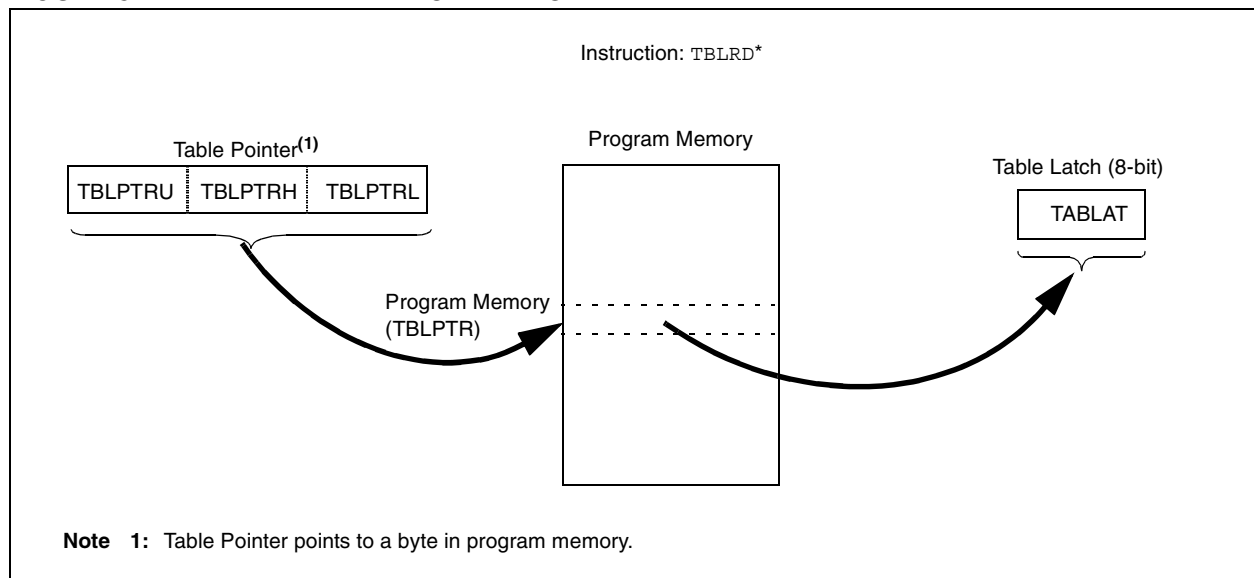 Instruction: TBLRD*
Table Pointer(1)
TBLPTRU TBLPTRH TBLPTRL
Program Memory
Table Latch (8-bit)
TABLAT
Program Memory
(TBLPTR)
Note 1: Table Pointer points to a byte in program memory.